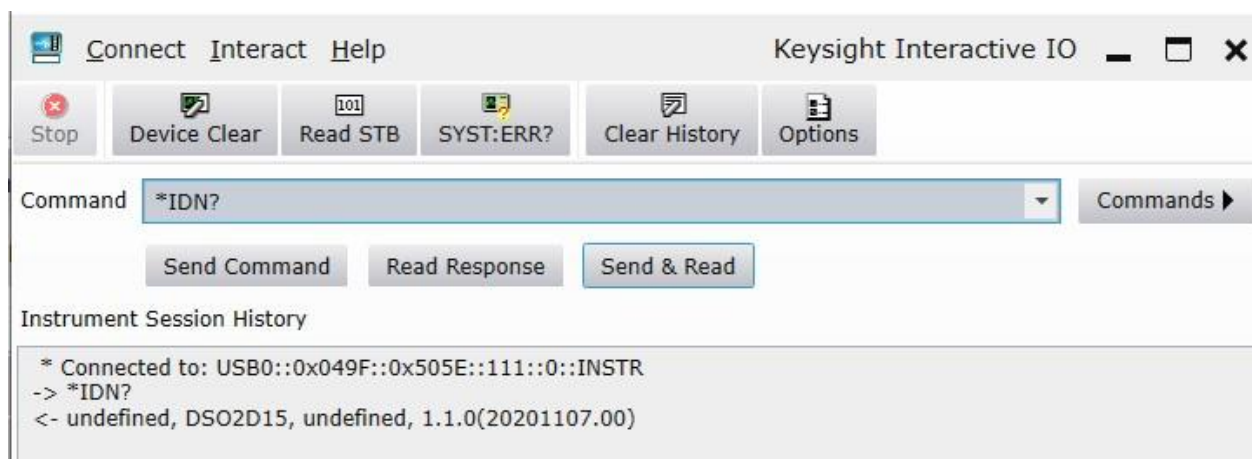 Connect Interact Help Keysight Interactive IO
Stop Device Clear Read STB SYST:ERR? Clear History Options
Command *IDN? Commands
Send Command Read Response Send & Read
Instrument Session History
* Connected to: USB0::0x049F::0x505E::111::0::INSTR
-> *IDN?
<- undefined, DSO2D15, undefined, 1.1.0(20201107.00)